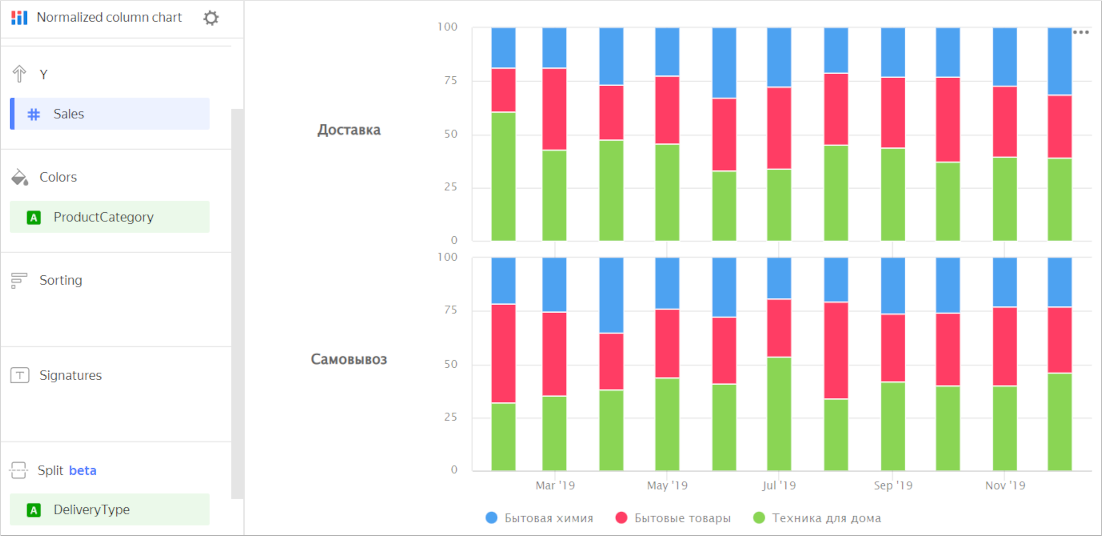 Normalized column chart
Y
Sales
Colors
A ProductCategory
Sorting
T Signatures
Split beta
A DeliveryType
100
75
Доставка
50
25
0
100
75
Самовывоз
50
25
0
Mar '19 May '19 Jul '19 Sep '19 Nov '19
Бытовая химия Бытовые товары Техника для дома